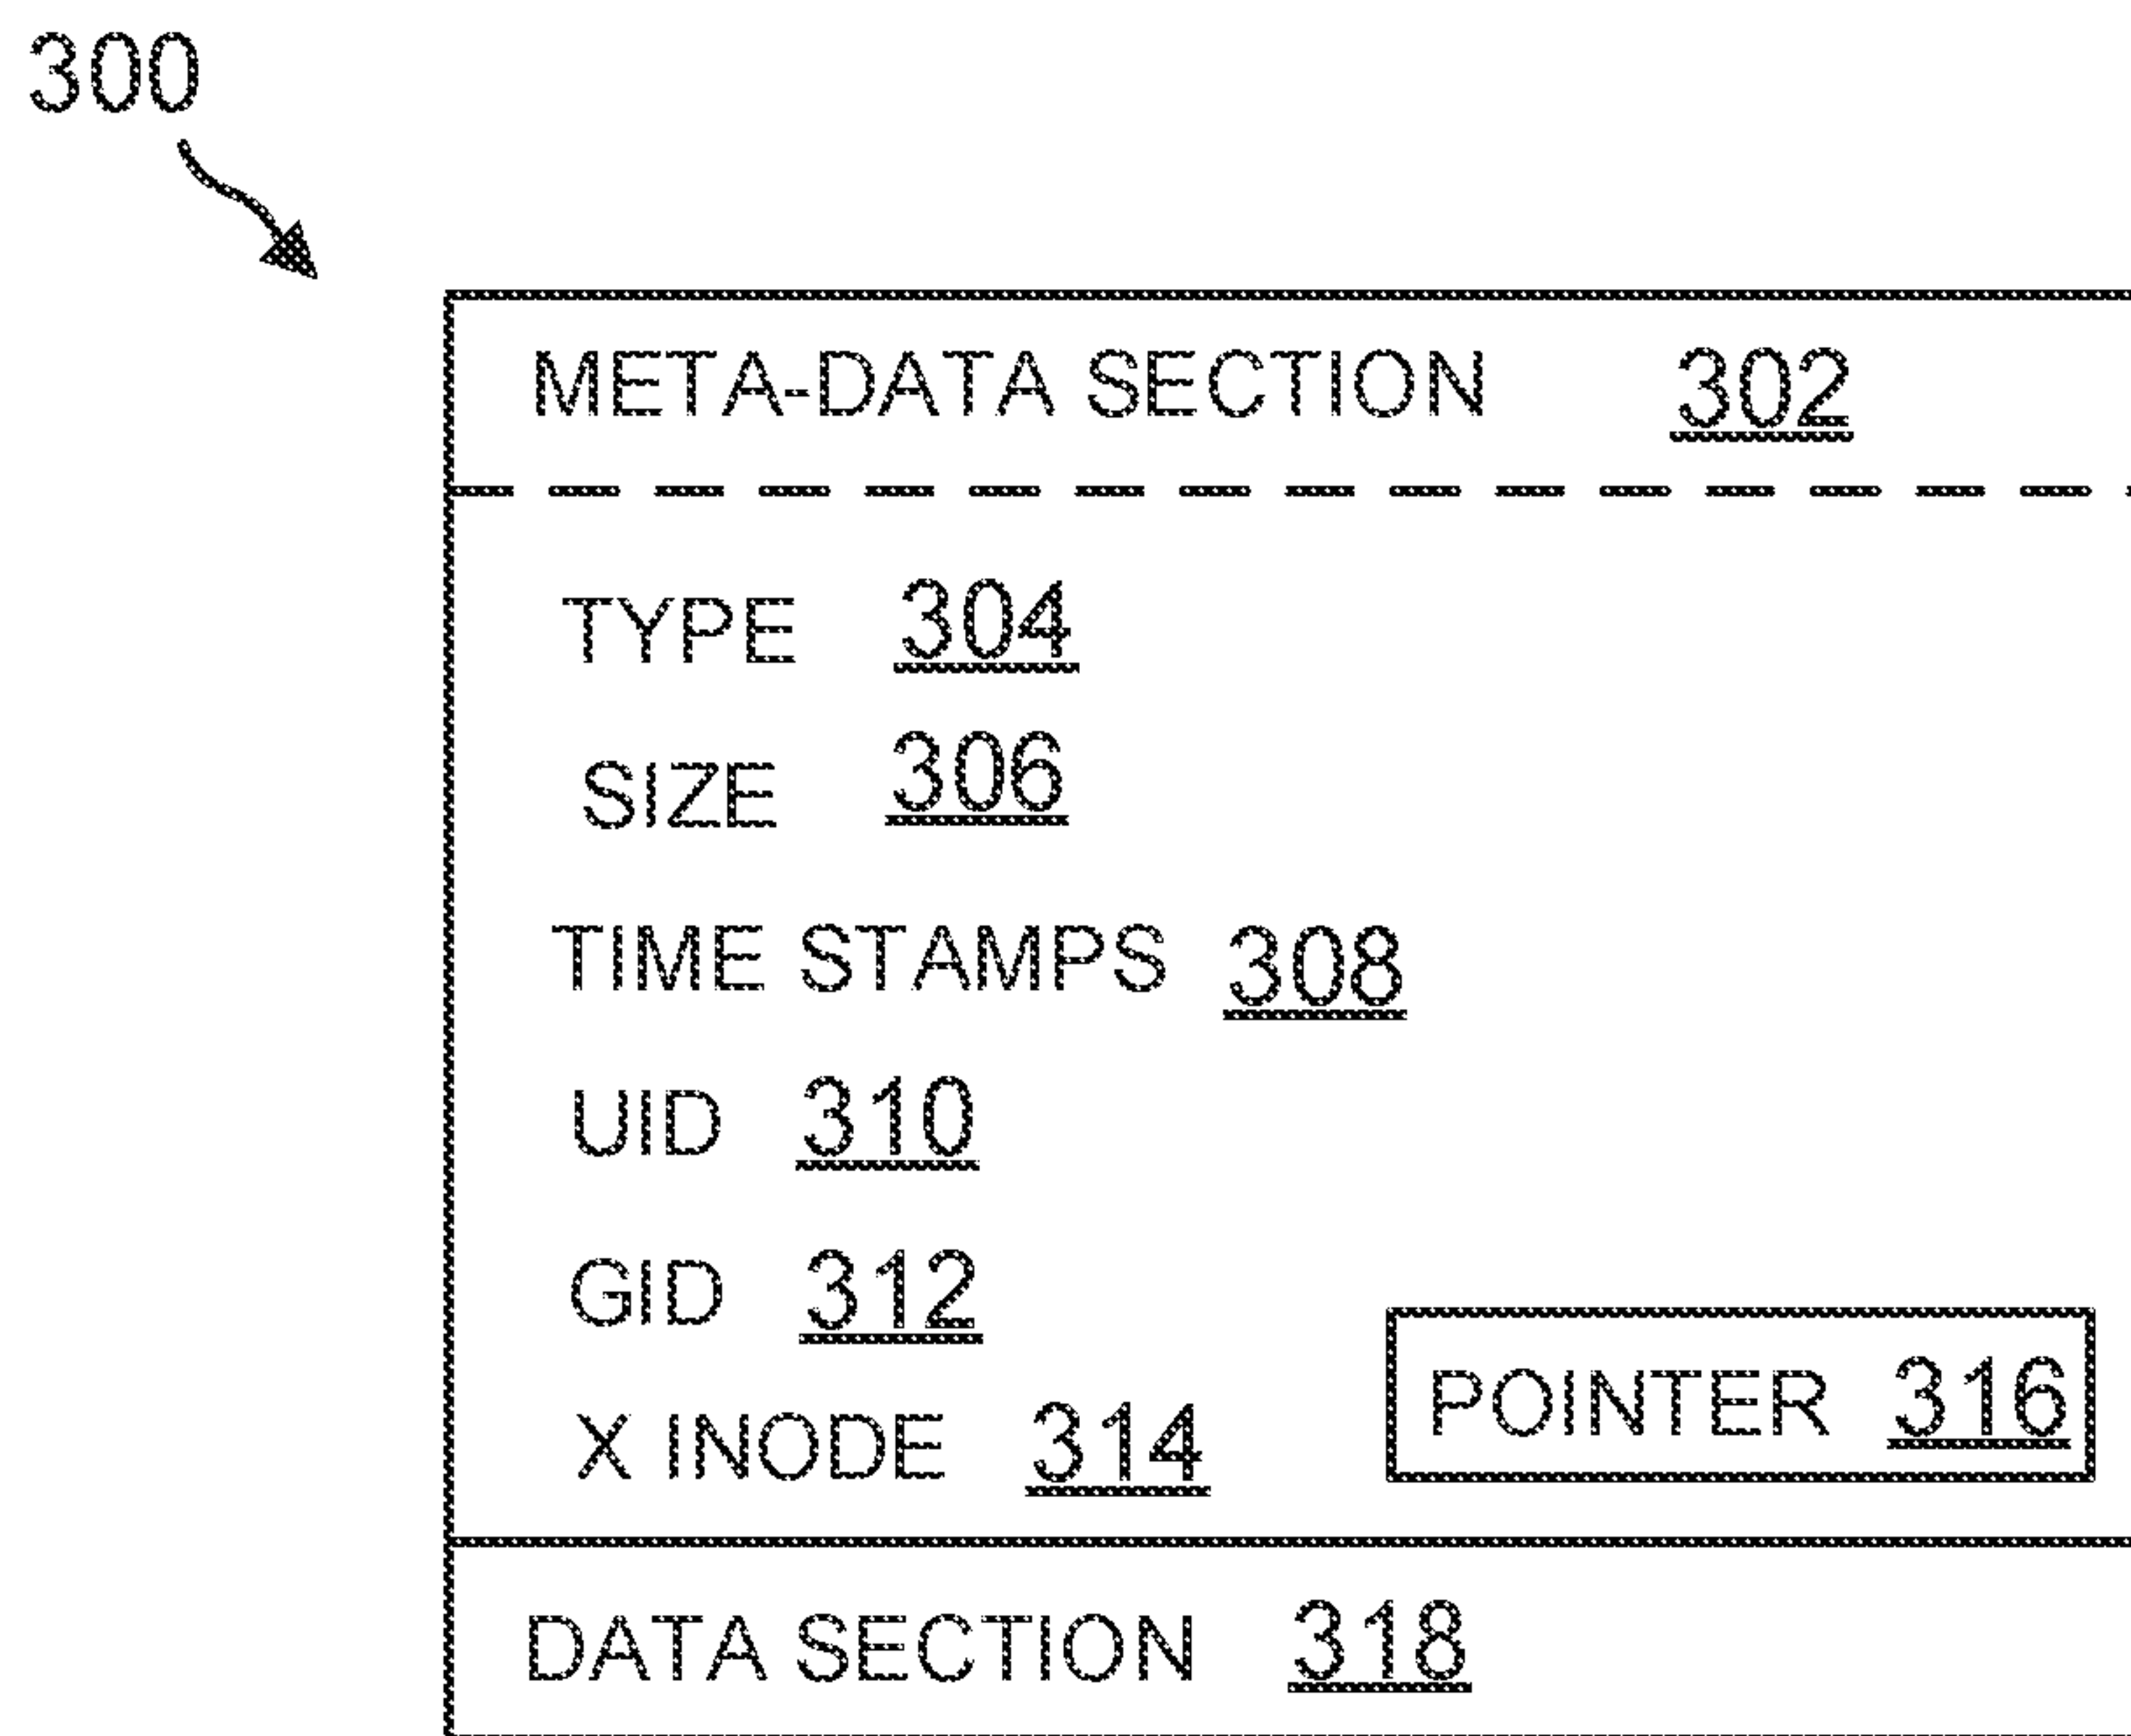 300
META-DATA SECTION 302
TYPE 304
SIZE 306
TIME STAMPS 308
UID 310
GID 312
X INODE 314
POINTER 316
DATA SECTION 318